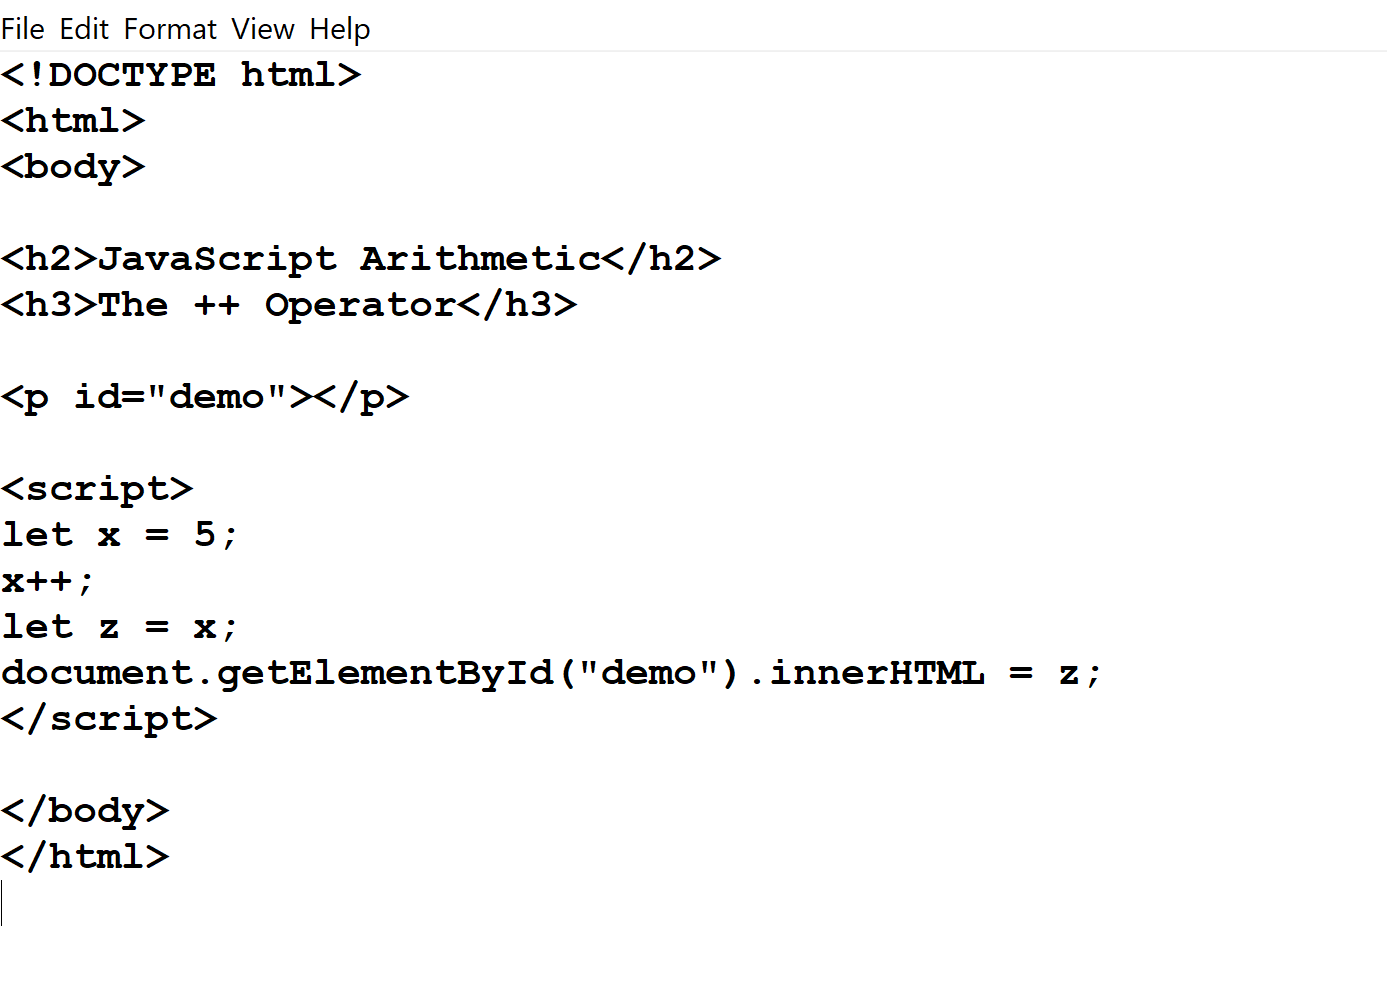 File Edit Format View Help
<!DOCTYPE html>
<html>
<body>
<h2>JavaScript Arithmetic</h2>
<h3>The ++ Operator</h3>
<p id="demo"></p>
<script>
let x = 5;
x++;
let z = x;
document.getElementById("demo").innerHTML = z;
</script>
</body>
</html>